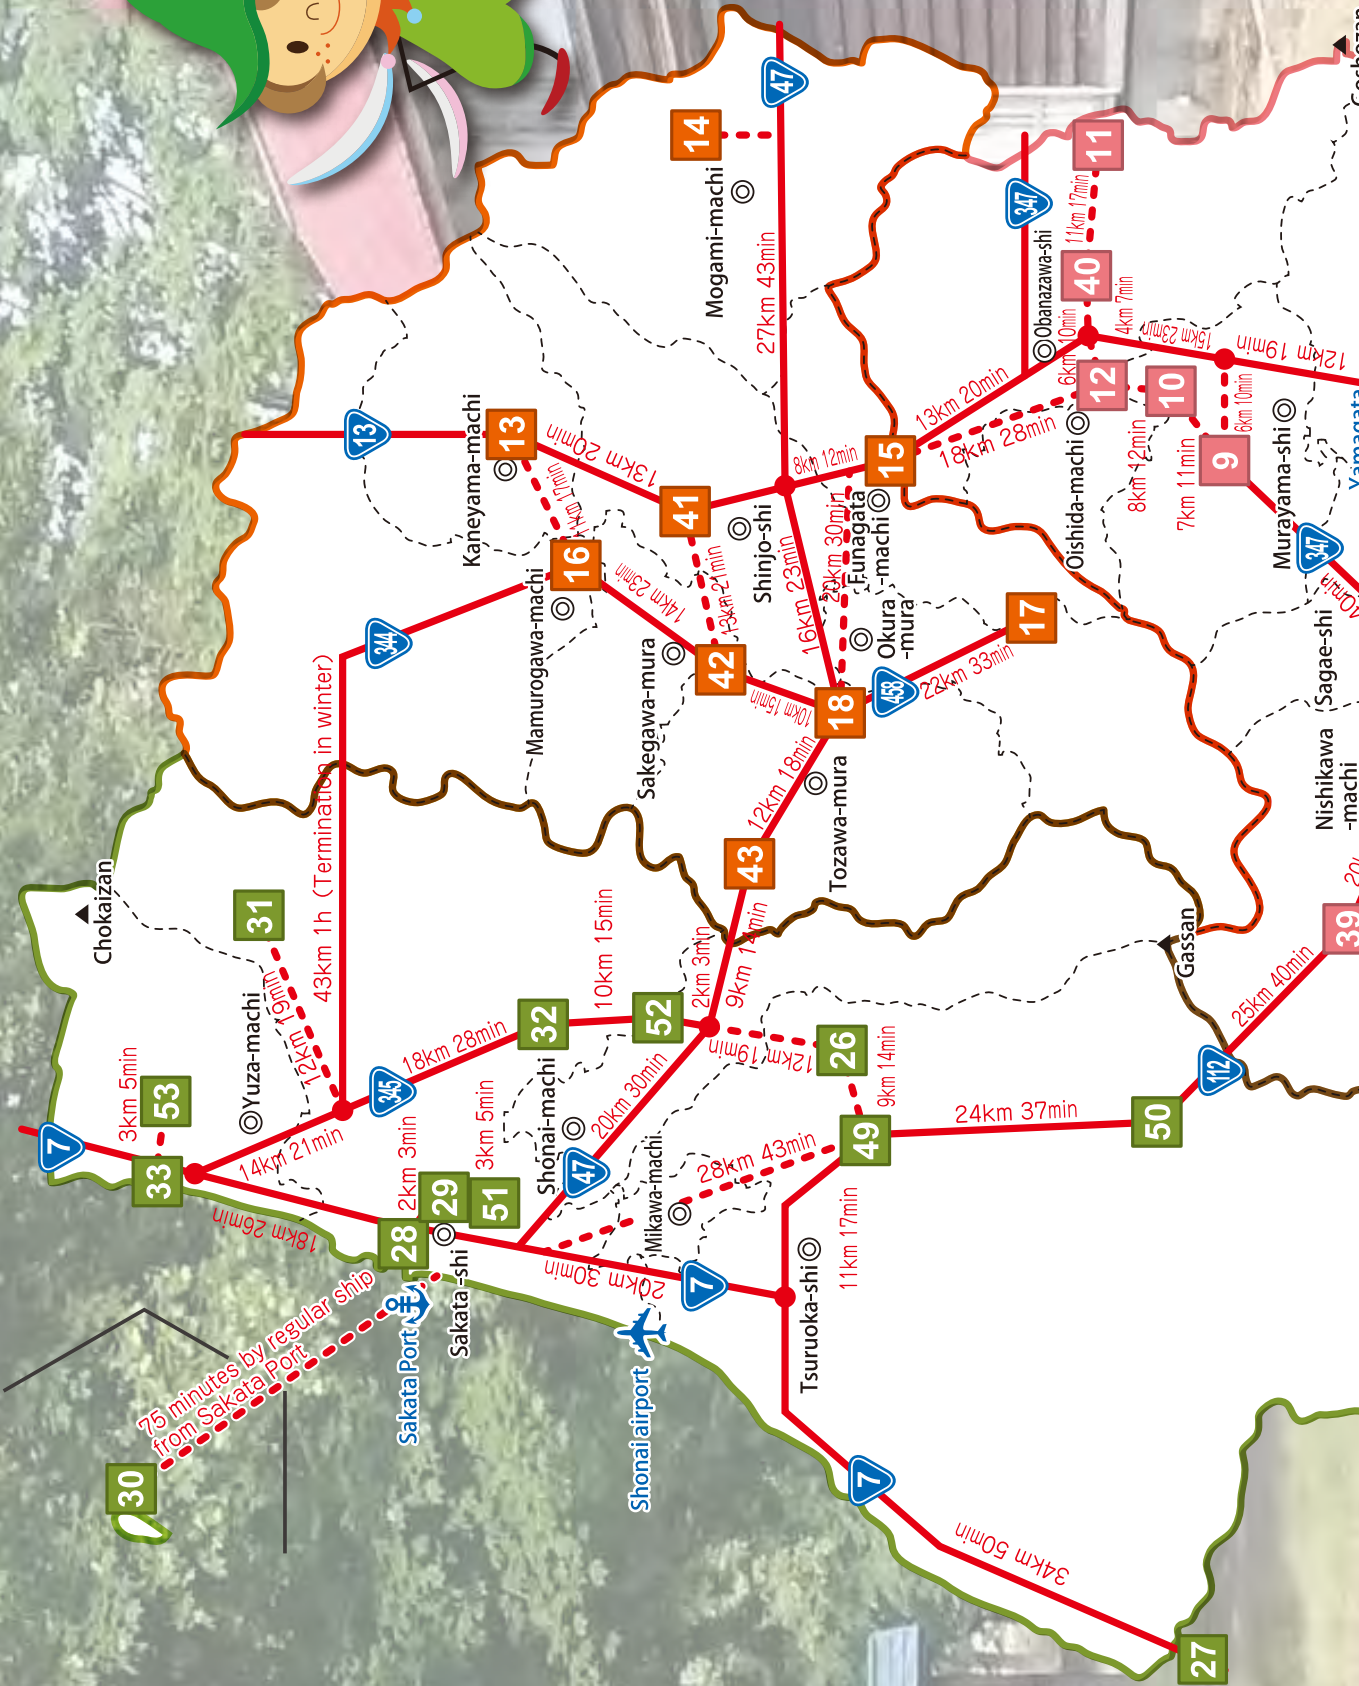 47
14
Mogami-machi
27km 43min
11
347
11km 17min
40
Obanazawa-shi
4km 7min
6km 10min
15km 23min
12km 19min
12
10
9
6km 10min
8km 12min
7km 11min
Oishida-machi
Murayama-shi
347
13km 20min
18km 28min
13
Kaneyama-machi
13
13km 20min
11km 17min
41
8km 12min
15
Shinjo-shi
Funagata
-machi
20km 30min
16km 23min
16
344
Mamurogawa-machi
14km 23min
13km 21min
Sakegawa-mura
42
10km 15min
18
Okura
-mura
458
22km 33min
17
Sagae-shi
Nishikawa
-machi
43km 1h (Termination in winter)
12km 18min
Tozawa-mura
43
9km 14min
2km 3min
Chokaizan
31
12km 19min
Yuza-machi
10km 15min
32
52
18km 28min
345
Gassan
39
25km 40min
112
12km 19min
26
9km 14min
49
24km 37min
50
7
3km 5min
53
33
14km 21min
18km 26min
2km 3min
29
3km 5min
51
28
Shonai-machi
20km 30min
47
Mikawa-machi
28km 43min
20km 30min
7
11km 17min
Tsuruoka-shi
Sakata-shi
Sakata Port
Shonai airport
75 minutes by regular ship
from Sakata Port
30
7
34km 50min
27